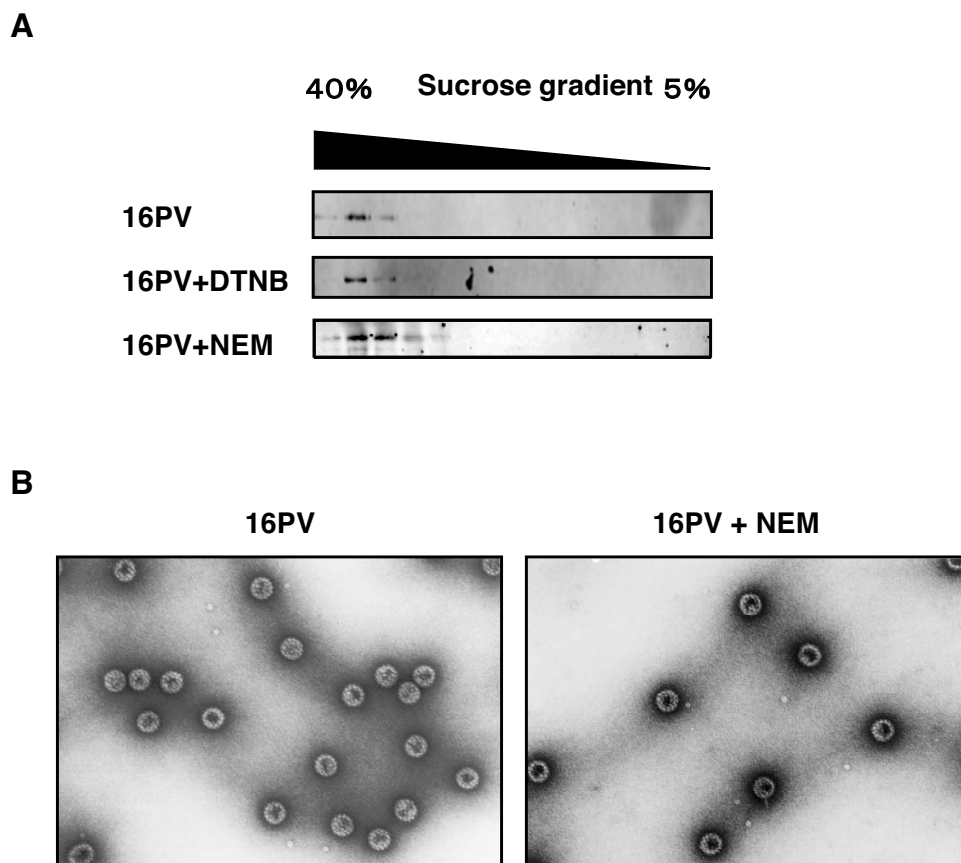 A
40% Sucrose gradient 5%
16PV
16PV+DTNB
16PV+NEM
B
16PV 16PV + NEM